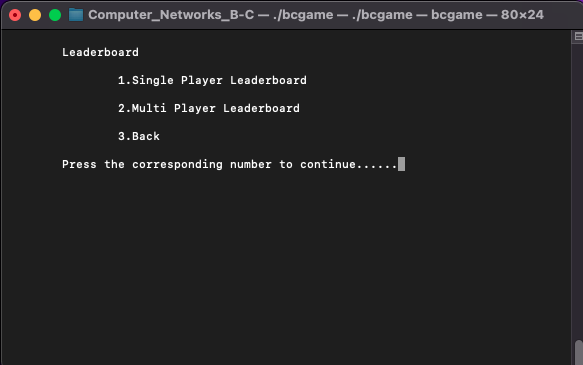 Computer_Networks_B-C — ./bcgame — ./bcgame — bcgame — 80×24
Leaderboard
1.Single Player Leaderboard
2.Multi Player Leaderboard
3.Back
Press the corresponding number to continue......